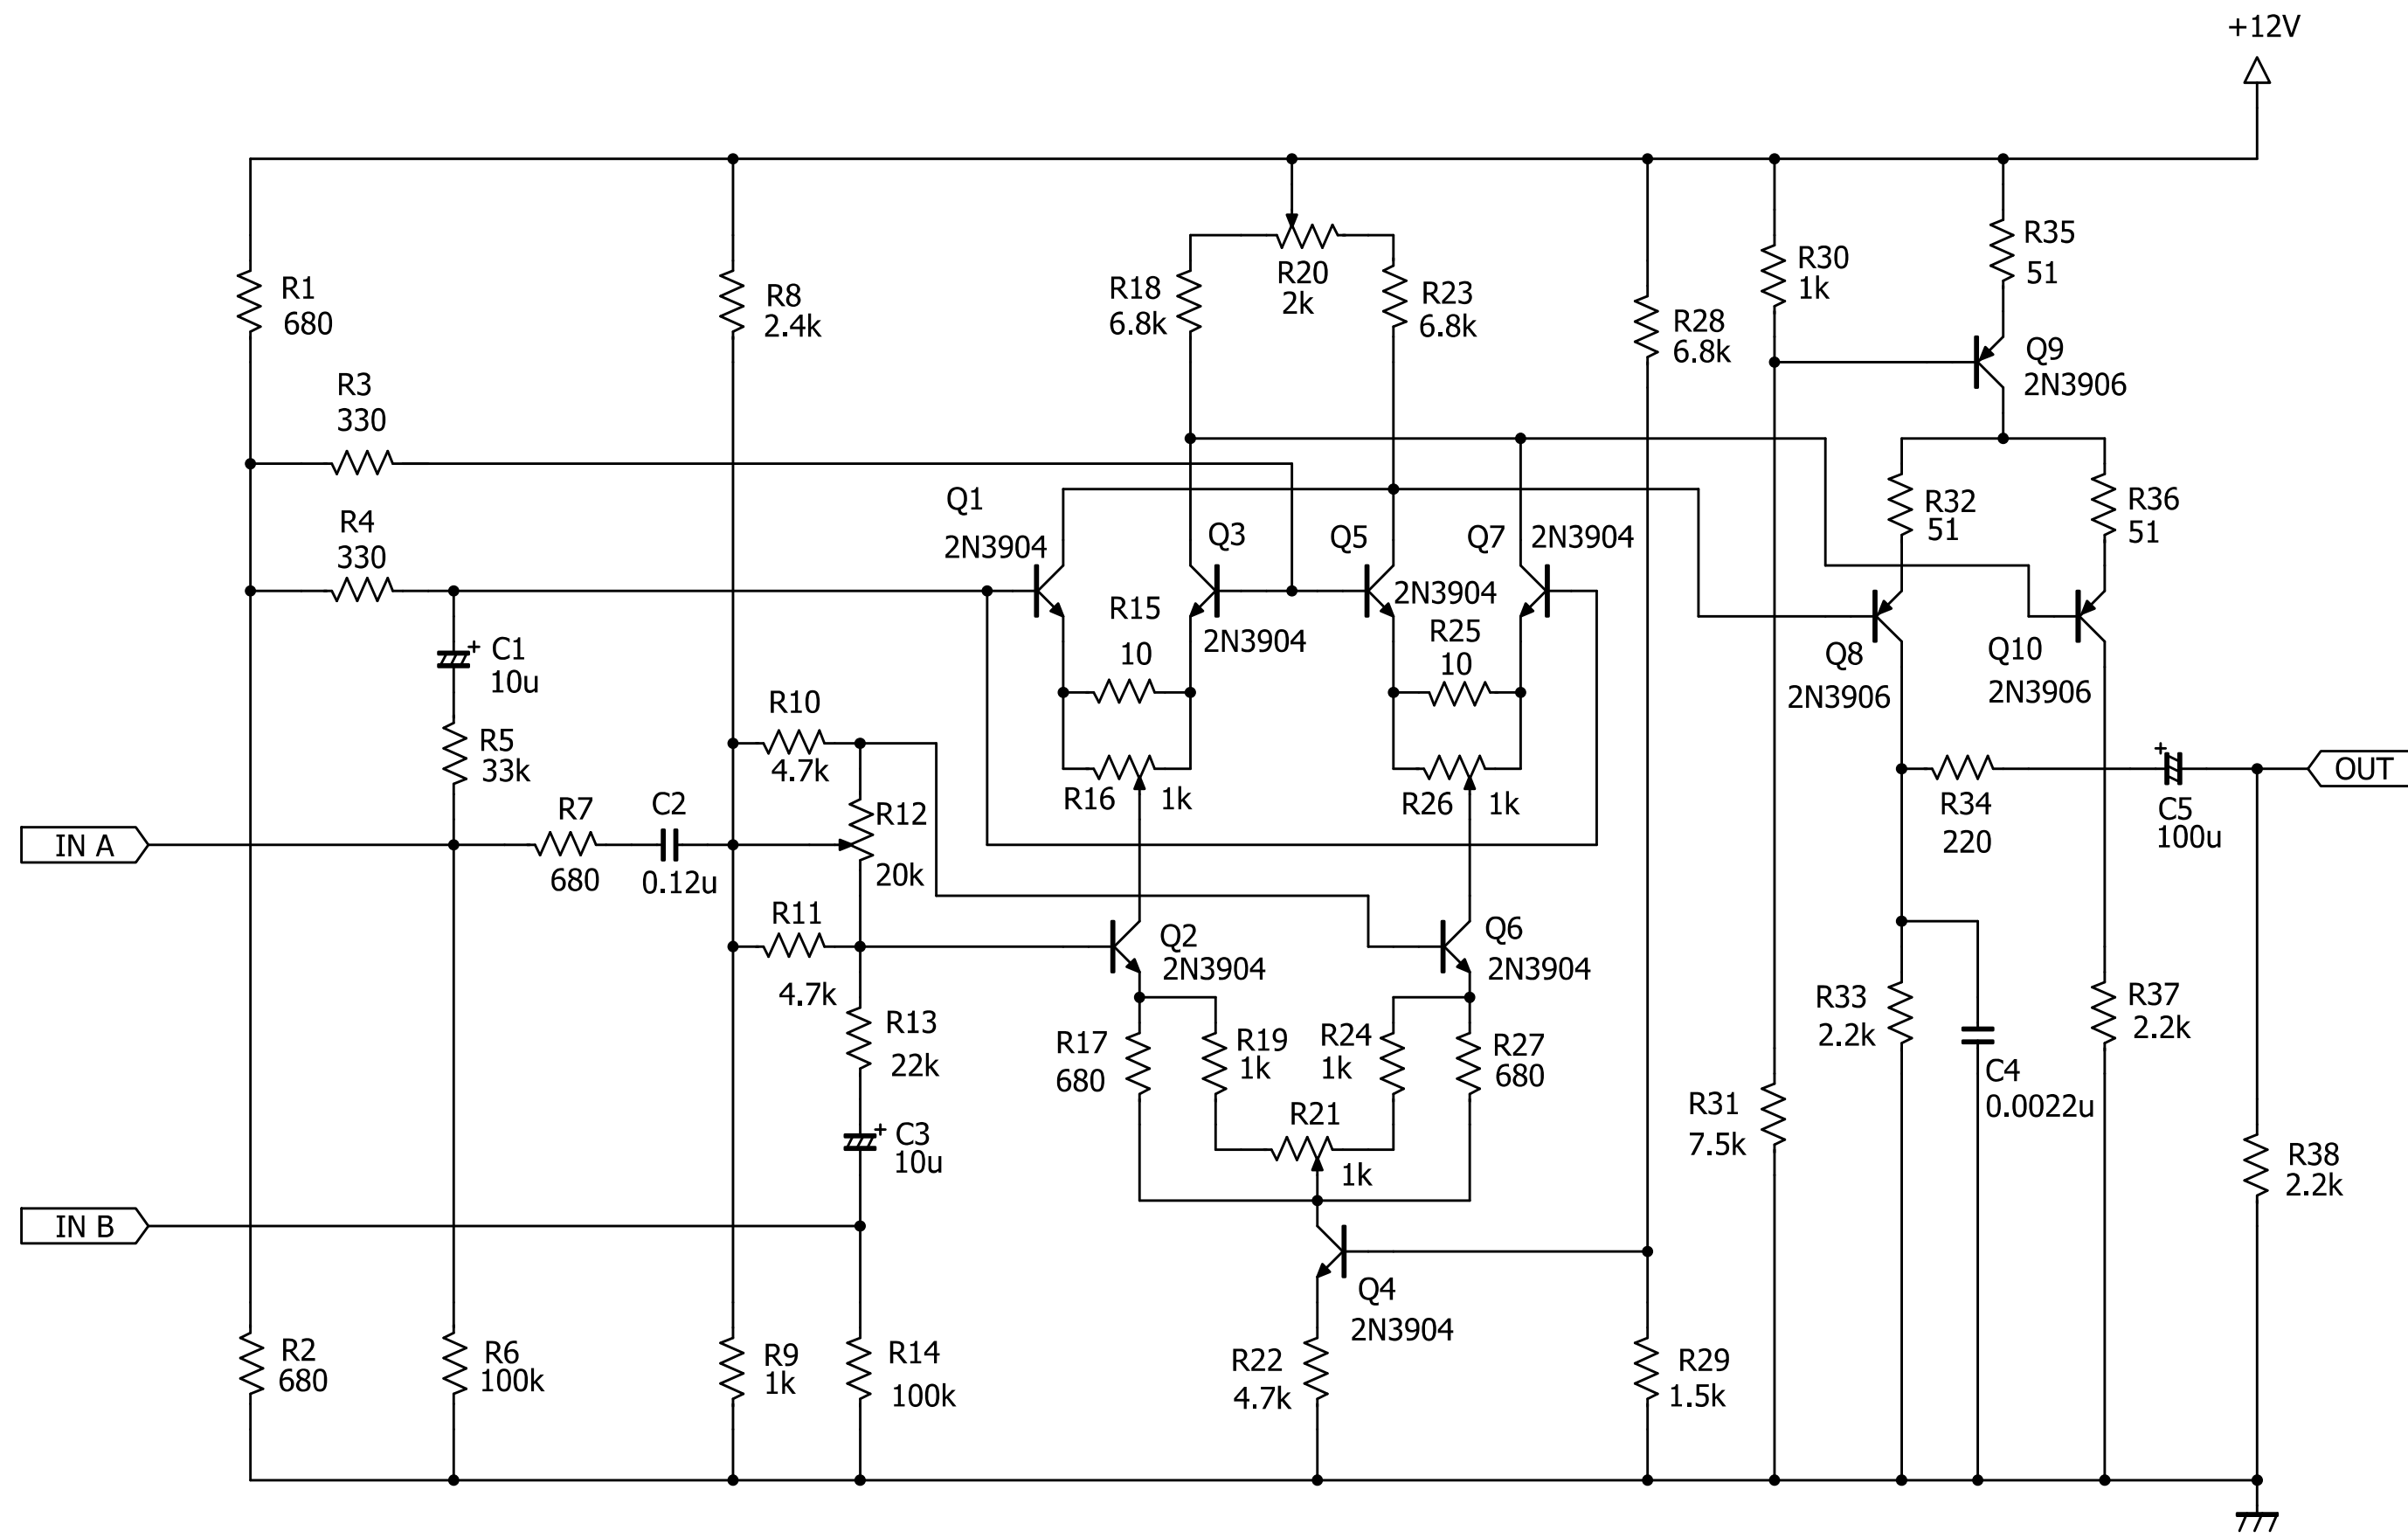 +12V
R1
680
R8
2.4k
R18
6.8k
R20
2k
R23
6.8k
R28
6.8k
R30
1k
R35
51
Q9
2N3906
R3
330
R4
330
Q1
2N3904
Q3
2N3904
Q5
2N3904
Q7
2N3904
R32
51
R36
51
R15
10
R25
10
C1
+
10u
R5
33k
R10
4.7k
R16
1k
R26
1k
Q8
2N3906
Q10
2N3906
R34
220
+
C5
100u
OUT
IN A
R7
680
C2
0.12u
R12
20k
R11
4.7k
Q2
2N3904
Q6
2N3904
R13
22k
R17
680
R19
1k
R24
1k
R27
680
R21
1k
R31
7.5k
R33
2.2k
C4
0.0022u
R37
2.2k
R38
2.2k
+
C3
10u
IN B
Q4
2N3904
R2
680
R6
100k
R9
1k
R14
100k
R22
4.7k
R29
1.5k